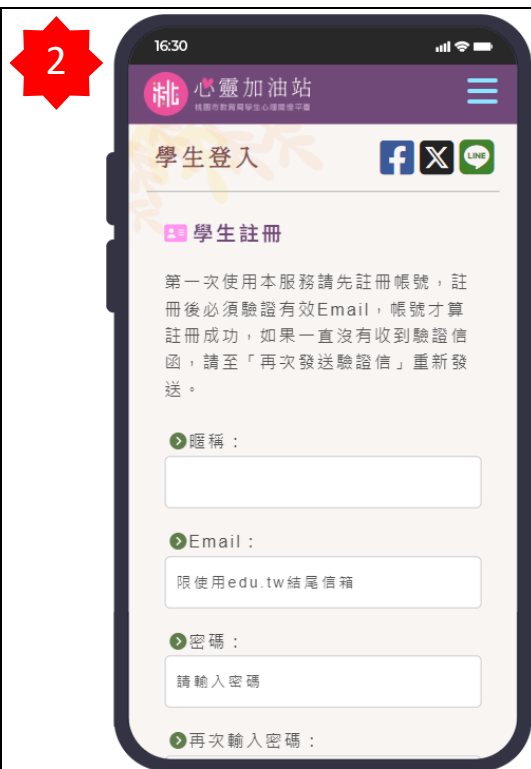 2
16:30
桃 心靈加油站
桃園市教育局學生心理關懷平臺
學生登入
LINE
學生註冊
第一次使用本服務請先註冊帳號，註
冊後必須驗證有效Email，帳號才算
註冊成功，如果一直沒有收到驗證信
函，請至「再次發送驗證信」重新發
送。
暱稱：
Email：
限使用edu.tw結尾信箱
密碼：
請輸入密碼
再次輸入密碼：